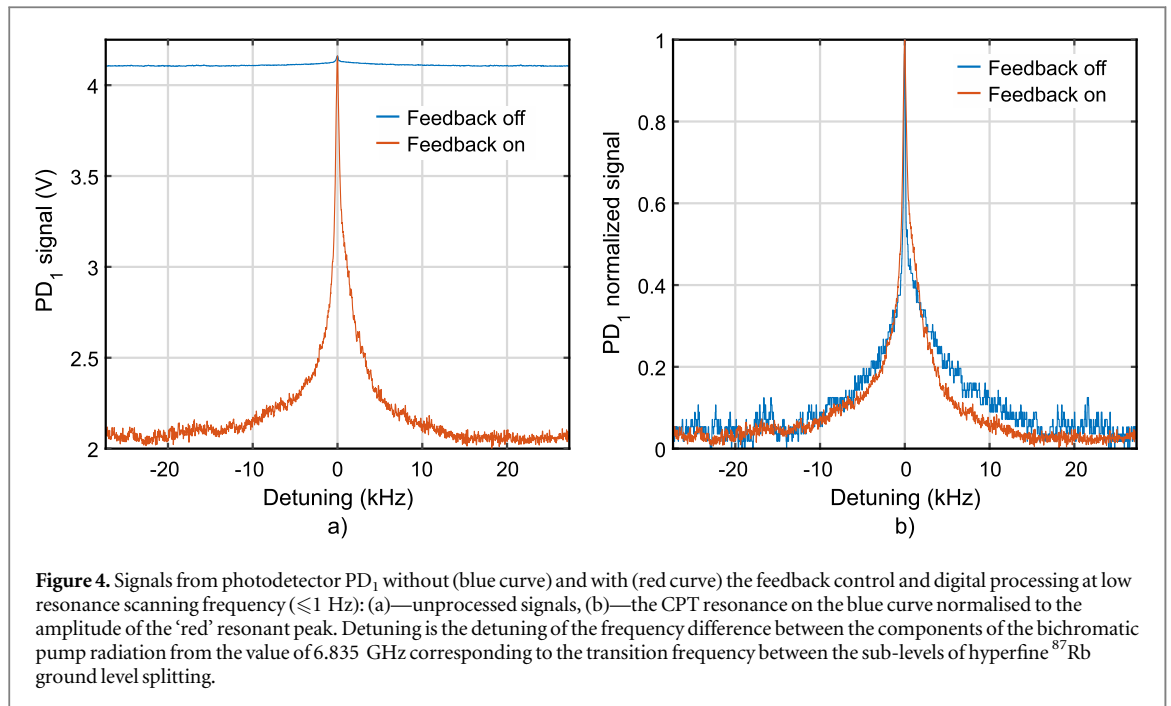 4
3.5
3
2.5
2
PD1 signal (V)
Feedback off
Feedback on
-20 -10 0 10 20
Detuning (kHz)
a)
1
0.8
0.6
0.4
0.2
0
PD1 normalized signal
Feedback off
Feedback on
-20 -10 0 10 20
Detuning (kHz)
b)
Figure 4. Signals from photodetector PD1 without (blue curve) and with (red curve) the feedback control and digital processing at low
resonance scanning frequency (⩽1 Hz): (a)—unprocessed signals, (b)—the CPT resonance on the blue curve normalised to the
amplitude of the ‘red’ resonant peak. Detuning is the detuning of the frequency difference between the components of the bichromatic
pump radiation from the value of 6.835 GHz corresponding to the transition frequency between the sub-levels of hyperfine 87Rb
ground level splitting.